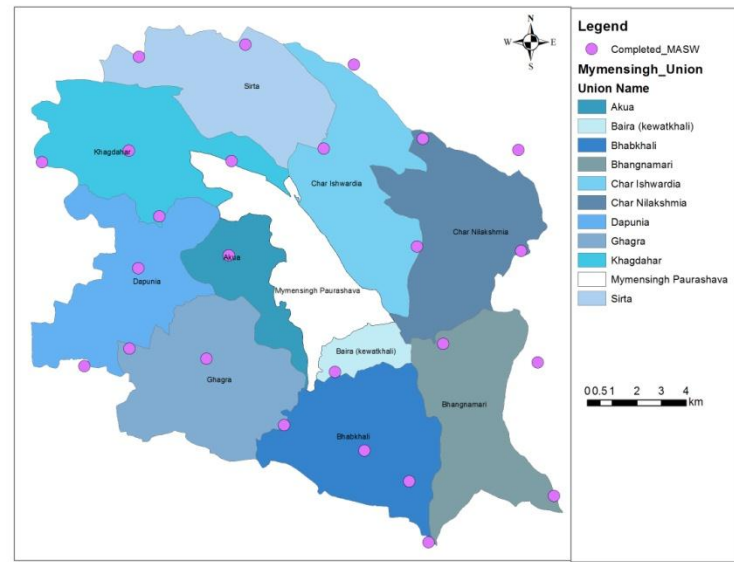 N
W
E
S
Sirta
Khagdahar
Char Ishwardia
Char Nilakshmia
Akua
Dapunia
Mymensingh Paurashava
Baira (kewatkhali)
Ghagra
Bhangnamari
Bhabkhali
Legend
Completed_MASW
Mymensingh_Union
Union Name
Akua
Baira (kewatkhali)
Bhabkhali
Bhangnamari
Char Ishwardia
Char Nilakshmia
Dapunia
Ghagra
Khagdahar
Mymensingh Paurashava
Sirta
0 0.5 1 2 3 4
km